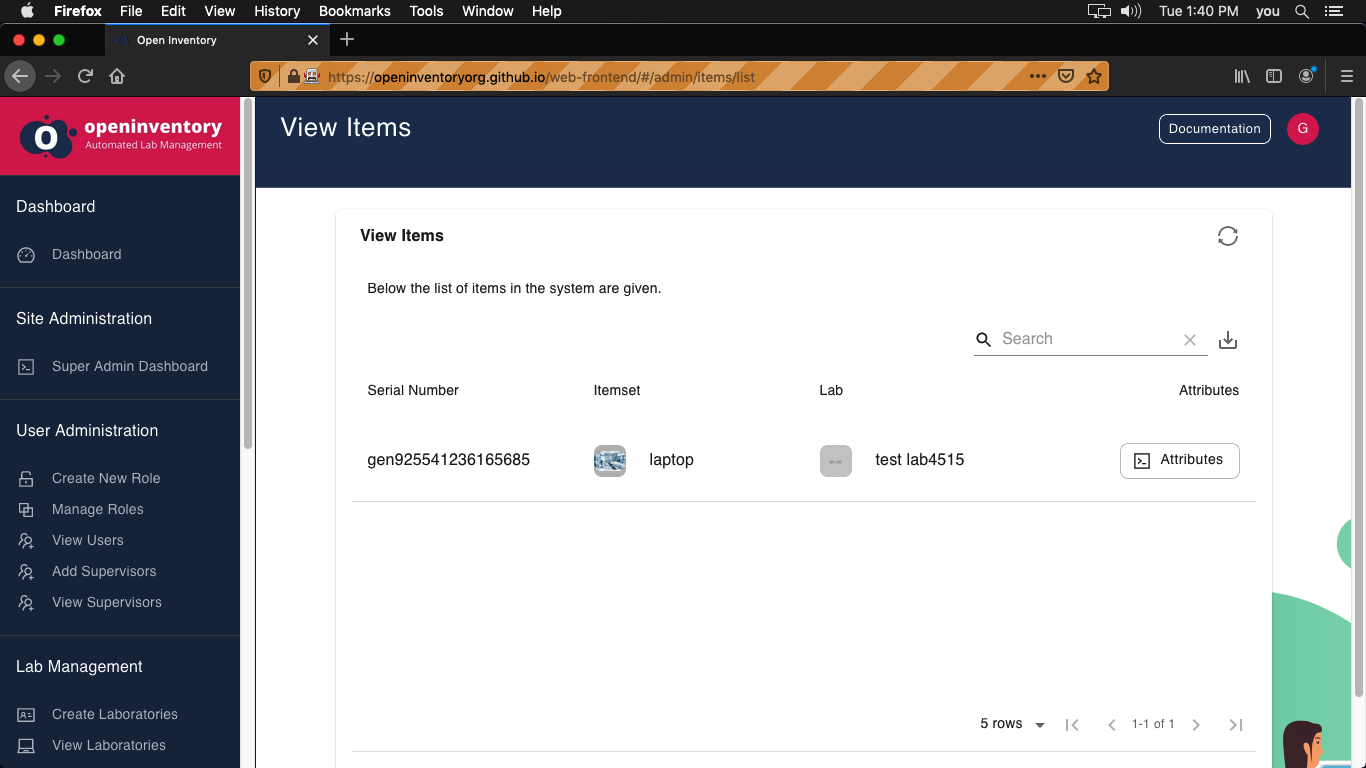 Firefox File Edit View History Bookmarks Tools Window Help Tue 1:40 PM you
Open Inventory
https://openinventoryorg.github.io/web-frontend/#/admin/items/list
openinventory
Automated Lab Management
View Items
Documentation
G
Dashboard
Dashboard
Site Administration
Super Admin Dashboard
User Administration
Create New Role
Manage Roles
View Users
Add Supervisors
View Supervisors
Lab Management
Create Laboratories
View Laboratories
View Items
Below the list of items in the system are given.
Search
Serial Number Itemset Lab Attributes
gen925541236165685 laptop test lab4515 Attributes
5 rows 1-1 of 1